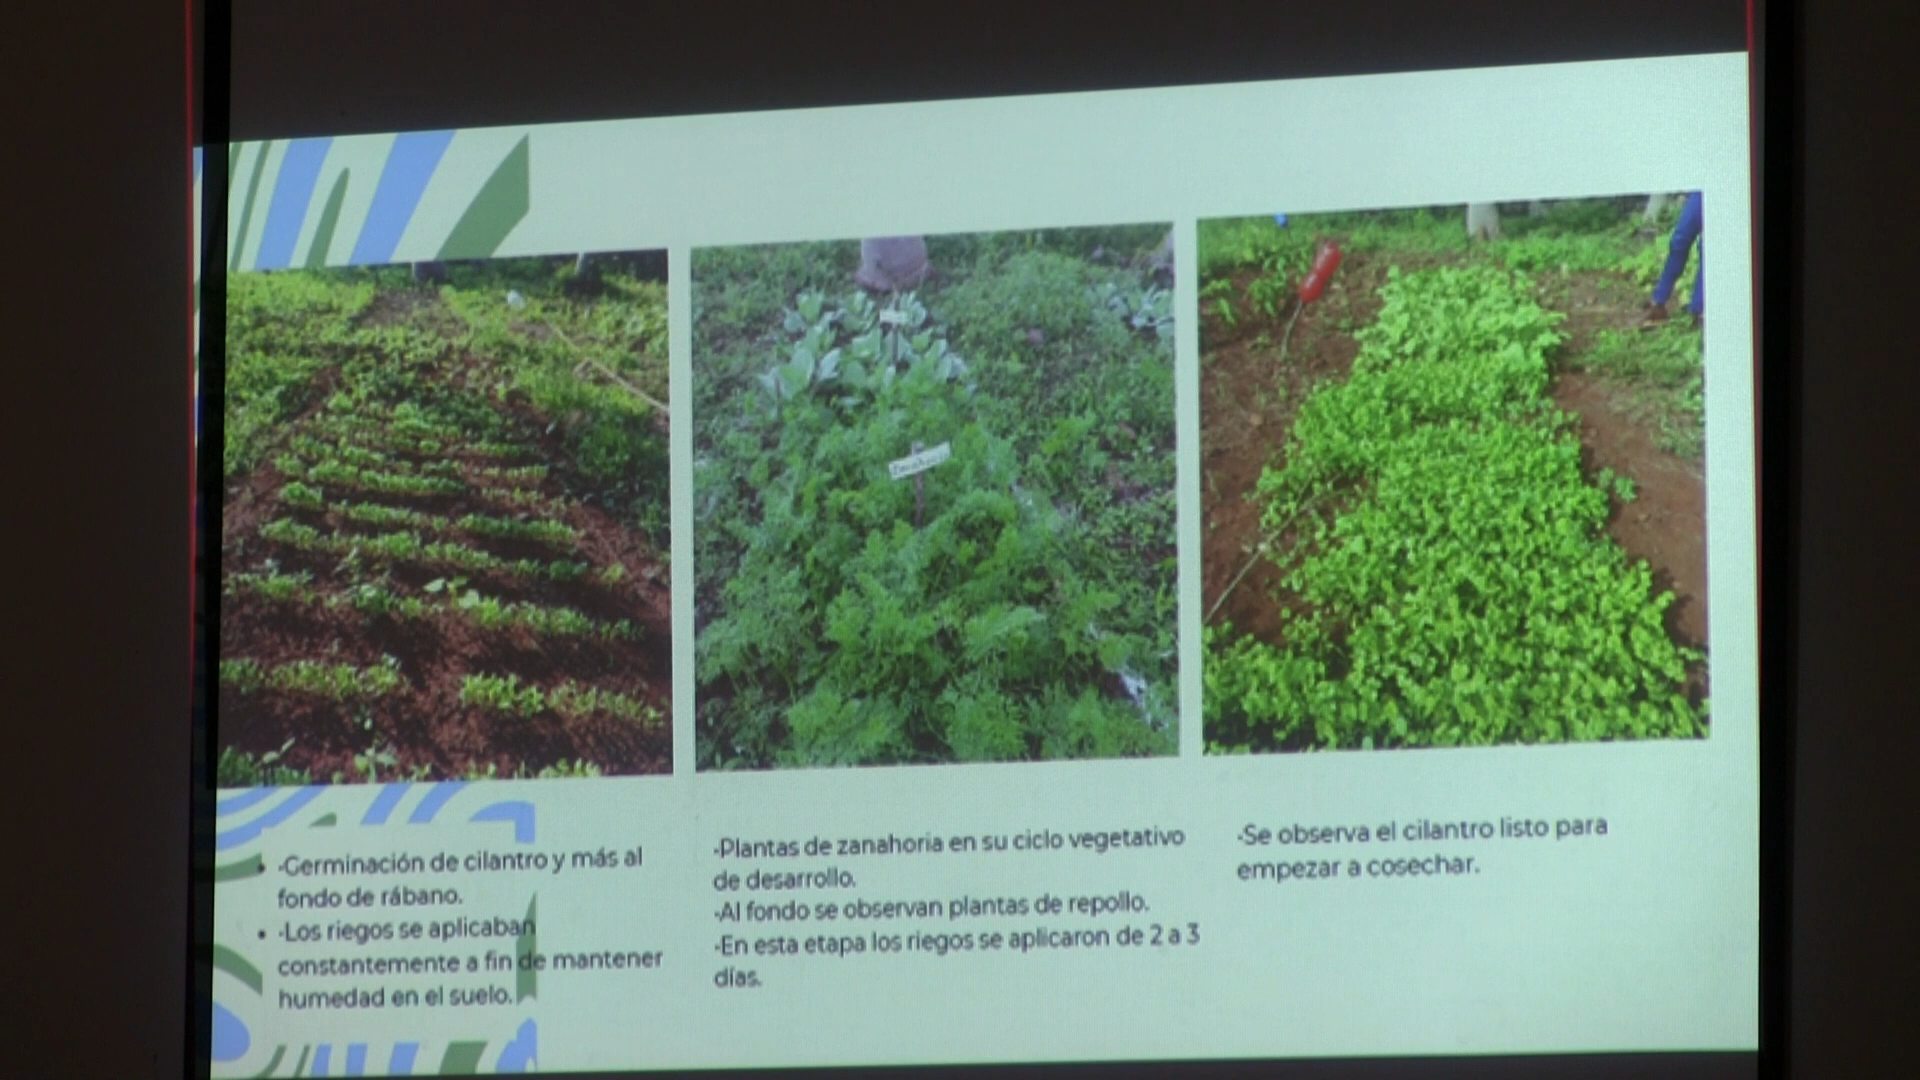 -Germinación de cilantro y más al
fondo de rábano.
-Los riegos se aplicaban
constantemente a fin de mantener
humedad en el suelo.
-Plantas de zanahoria en su ciclo vegetativo
de desarrollo.
-Al fondo se observan plantas de repollo.
-En esta etapa los riegos se aplicaron de 2 a 3
días.
-Se observa el cilantro listo para
empezar a cosechar.